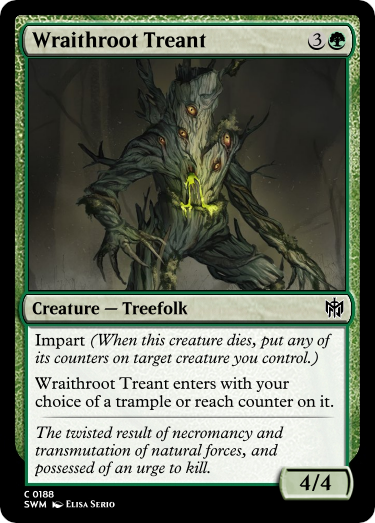 Wraithroot Treant 3
Creature — Treefolk
Impart (When this creature dies, put any of
its counters on target creature you control.)
Wraithroot Treant enters with your
choice of a trample or reach counter on it.
The twisted result of necromancy and
transmutation of natural forces, and
possessed of an urge to kill.
4/4
C 0188
SWM Elisa Serio